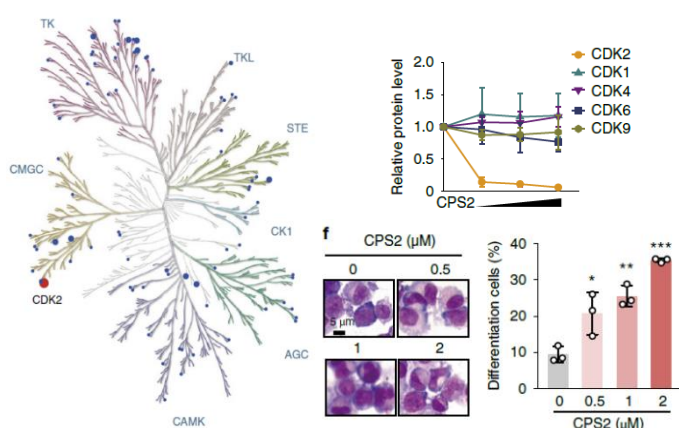 TK
TKL
STE
CMGC
CK1
CDK2
AGC
CAMK
Relative protein level
2.0
1.5
1.0
0.5
0
CPS2
CDK2
CDK1
CDK4
CDK6
CDK9
f
CPS2 (μM)
0 0.5
5 μm
1 2
Differentiation cells (%)
40
30
20
10
0
*
**
***
0 0.5 1 2
CPS2 (μM)